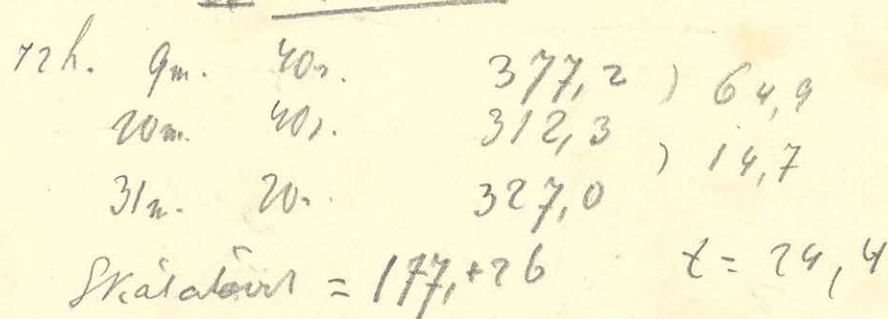 12h. 9m. 40s. 377,2 ) 64,9
20m. 40s. 312,3 ) 14,7
31m. 20s. 327,0
Skálatávol = 177,+26 t = 24,4